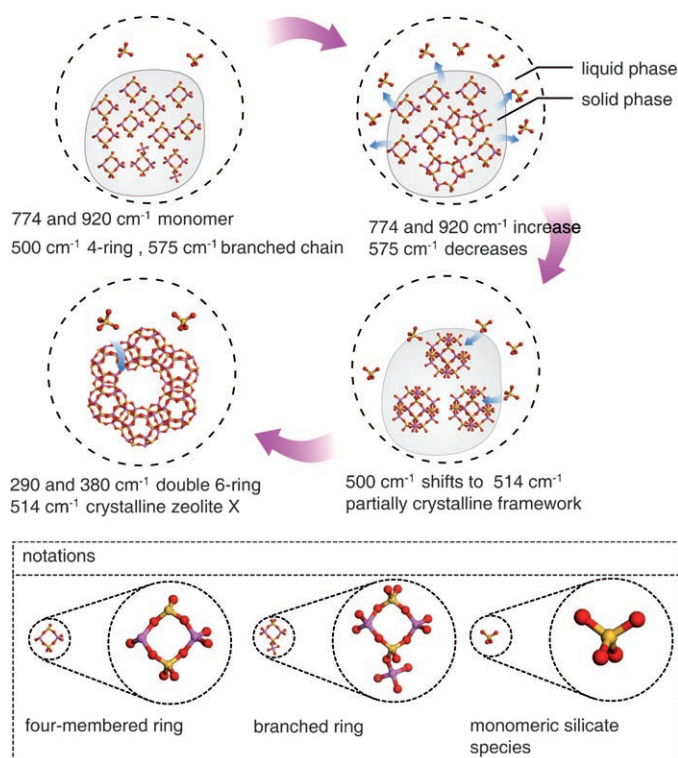 liquid phase
solid phase
774 and 920 cm⁻¹ monomer
500 cm⁻¹ 4-ring , 575 cm⁻¹ branched chain
774 and 920 cm⁻¹ increase
575 cm⁻¹ decreases
290 and 380 cm⁻¹ double 6-ring
514 cm⁻¹ crystalline zeolite X
500 cm⁻¹ shifts to 514 cm⁻¹
partially crystalline framework
notations
four-membered ring
branched ring
monomeric silicate
species